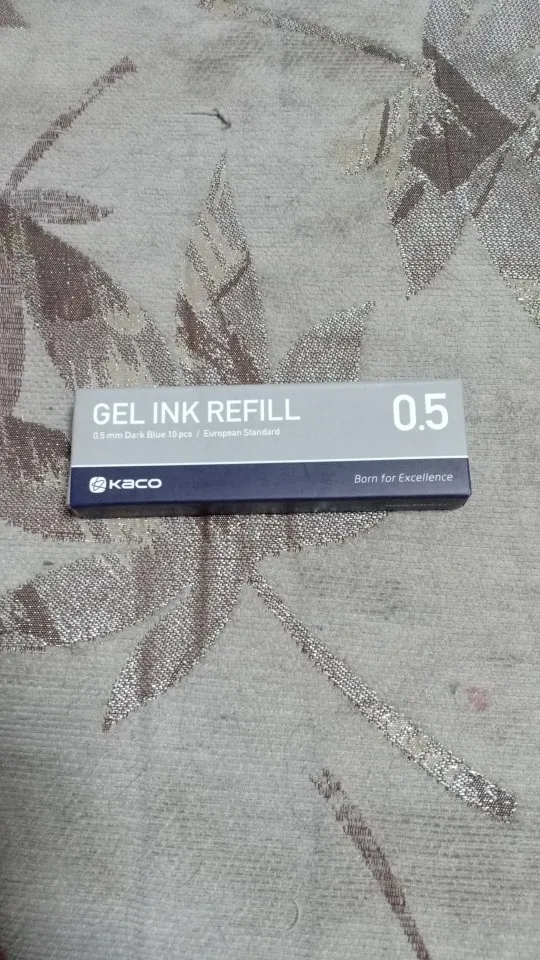 GEL INK REFILL
0.5
0.5 mm Dark Blue 10 pcs / European Standard
KACO
Born for Excellence